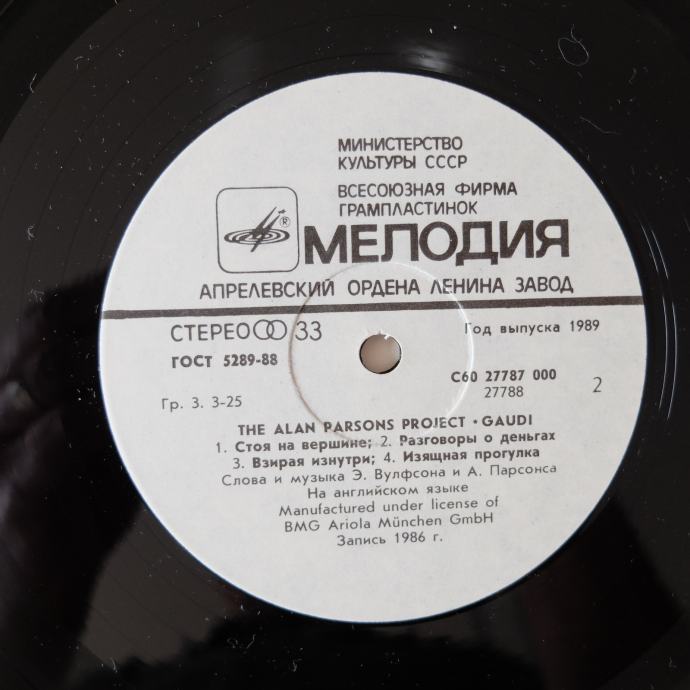 МИНИСТЕРСТВО
КУЛЬТУРЫ СССР
ВСЕСОЮЗНАЯ ФИРМА
ГРАМПЛАСТИНОК
®
МЕЛОДИЯ
АПРЕЛЕВСКИЙ ОРДЕНА ЛЕНИНА ЗАВОД
СТЕРЕО 33
Год выпуска 1989
ГОСТ 5289-88
С60 27787 000
27788
2
Гр. 3. 3-25
THE ALAN PARSONS PROJECT • GAUDI
1. Стоя на вершине; 2. Разговоры о деньгах
3. Взирая изнутри; 4. Изящная прогулка
Слова и музыка Э. Вулфсона и А. Парсонса
На английском языке
Manufactured under license of
BMG Ariola München GmbH
Запись 1986 г.